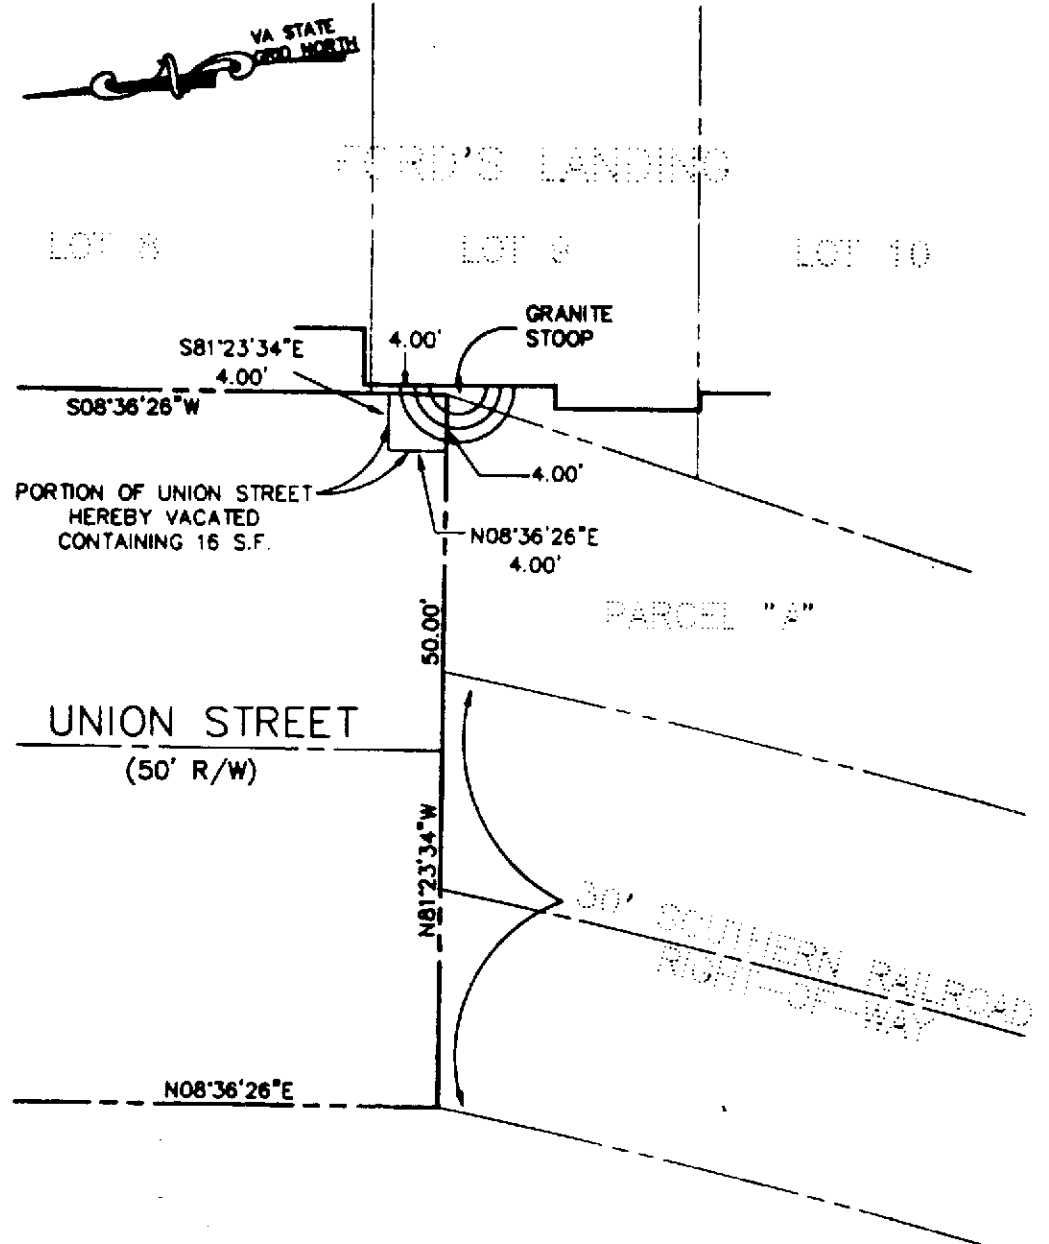 VA STATE
GRID NORTH
FORD'S LANDING
LOT 8
LOT 9
LOT 10
GRANITE
STOOP
4.00'
S81°23'34"E
4.00'
S08°36'26"W
4.00'
PORTION OF UNION STREET
HEREBY VACATED
CONTAINING 16 S.F.
N08°36'26"E
4.00'
50.00'
PARCEL "A"
UNION STREET
(50' R/W)
N81°23'34"W
30' SOUTHERN RAILROAD
RIGHT-OF-WAY
N08°36'26"E